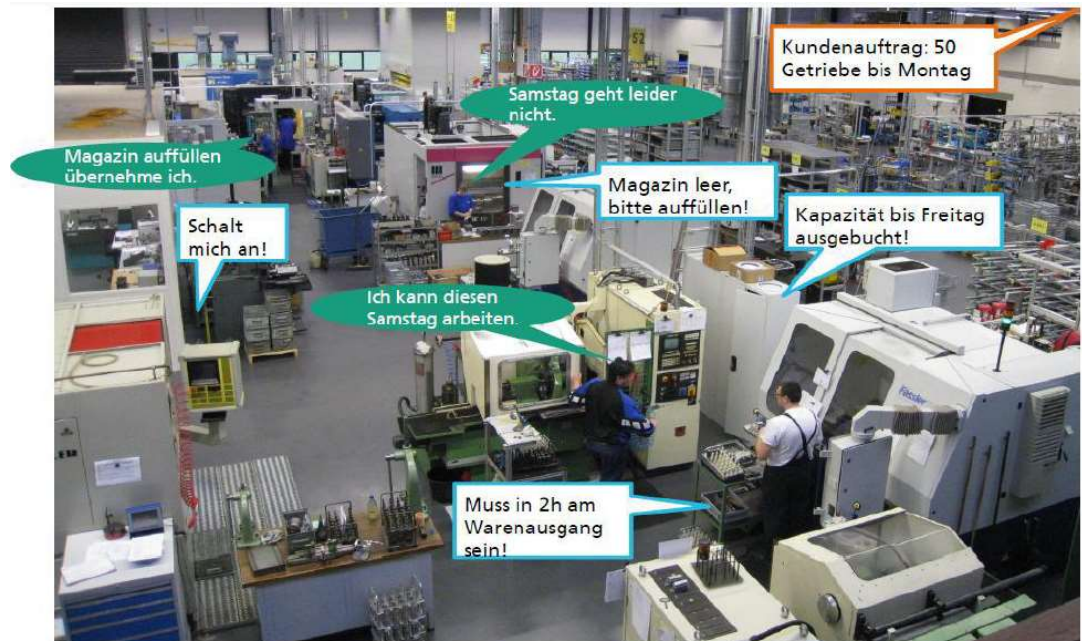 Kundenauftrag: 50
Getriebe bis Montag
Samstag geht leider
nicht.
Magazin auffüllen
übernehme ich.
Magazin leer,
bitte auffüllen!
Schalt
mich an!
Kapazität bis Freitag
ausgebucht!
Ich kann diesen
Samstag arbeiten.
Fässler
Muss in 2h am
Warenausgang
sein!